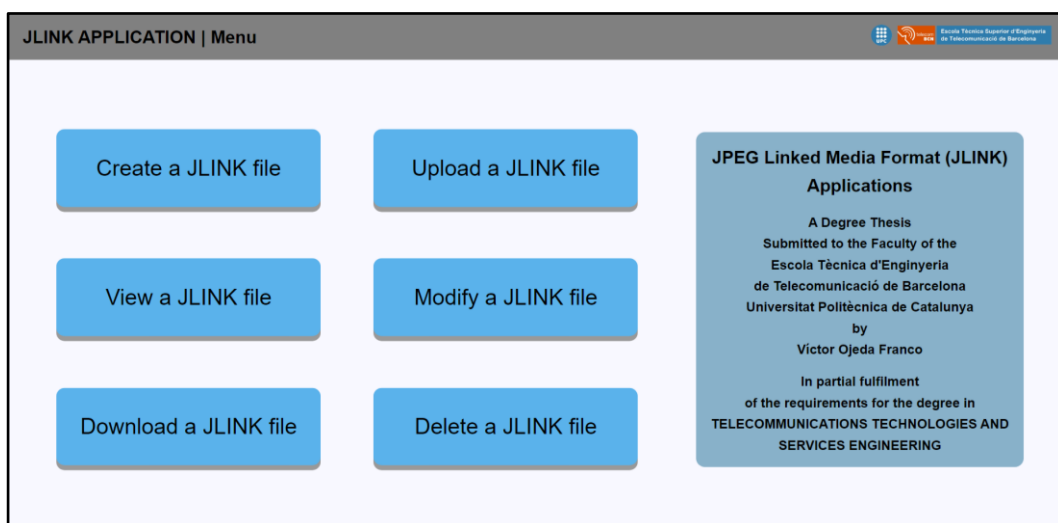 JLINK APPLICATION | Menu
UPC
telecom
BCN
Escola Tècnica Superior d'Enginyeria
de Telecomunicació de Barcelona
Create a JLINK file
Upload a JLINK file
View a JLINK file
Modify a JLINK file
Download a JLINK file
Delete a JLINK file
JPEG Linked Media Format (JLINK)
Applications
A Degree Thesis
Submitted to the Faculty of the
Escola Tècnica d'Enginyeria
de Telecomunicació de Barcelona
Universitat Politècnica de Catalunya
by
Víctor Ojeda Franco
In partial fulfilment
of the requirements for the degree in
TELECOMMUNICATIONS TECHNOLOGIES AND
SERVICES ENGINEERING